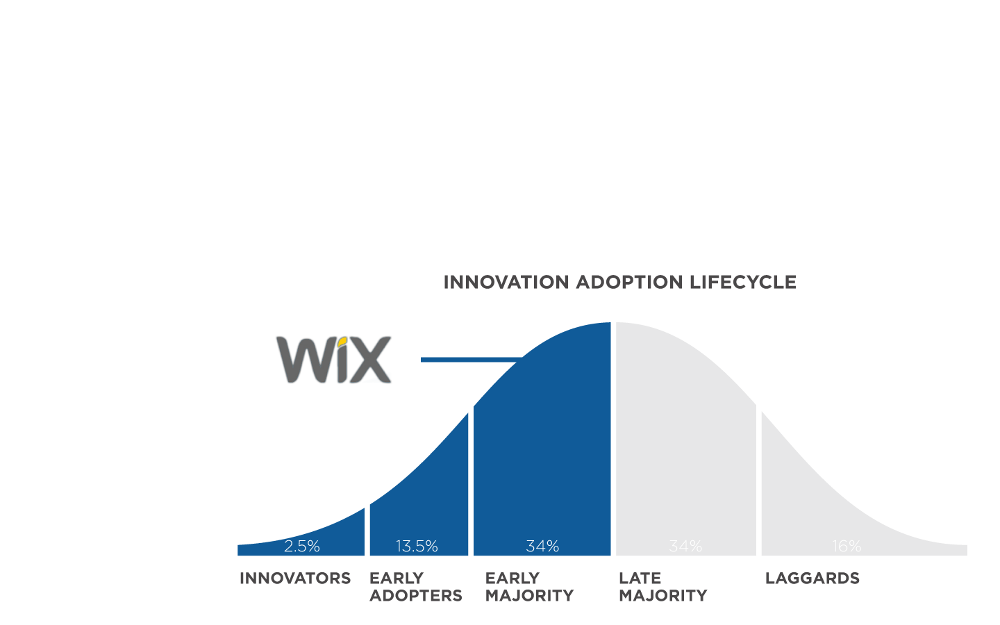 INNOVATION ADOPTION LIFECYCLE
WiX
2.5%
13.5%
34%
34%
16%
INNOVATORS
EARLY
ADOPTERS
EARLY
MAJORITY
LATE
MAJORITY
LAGGARDS